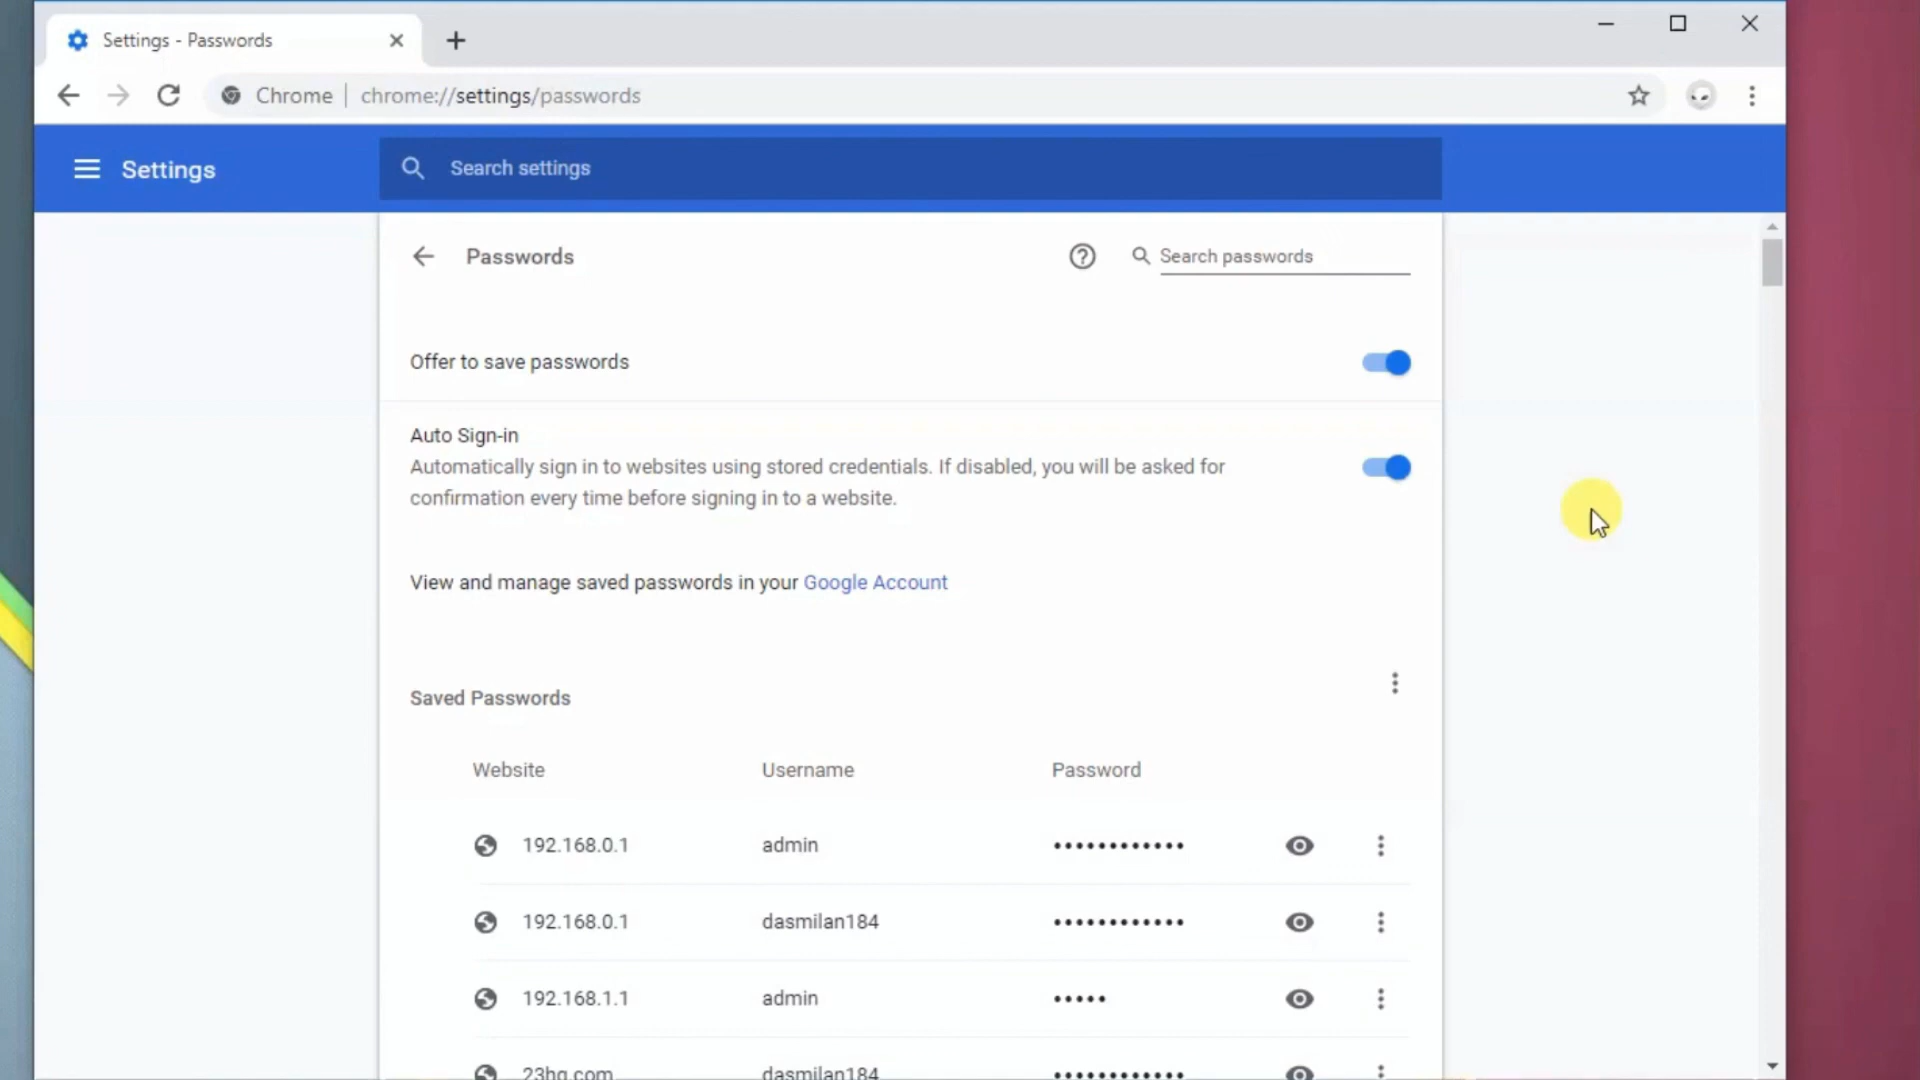 Settings - Passwords
Chrome chrome://settings/passwords
Settings
Search settings
Passwords
Search passwords
Offer to save passwords
Auto Sign-in
Automatically sign in to websites using stored credentials. If disabled, you will be asked for
confirmation every time before signing in to a website.
View and manage saved passwords in your Google Account
Saved Passwords
Website Username Password
192.168.0.1 admin ••••••••••••
192.168.0.1 dasmilan184 ••••••••••••
192.168.1.1 admin •••••
23hq.com dasmilan184 ••••••••••••